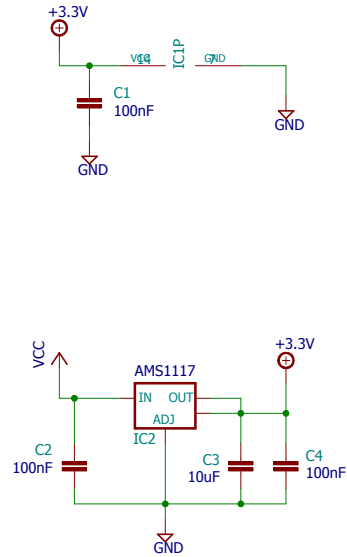 +3.3V
VCC 14 IC1P GND 7
C1
100nF
GND
GND
VCC
AMS1117
+3.3V
IN OUT
ADJ
IC2
C2
100nF
C3
10uF
C4
100nF
GND